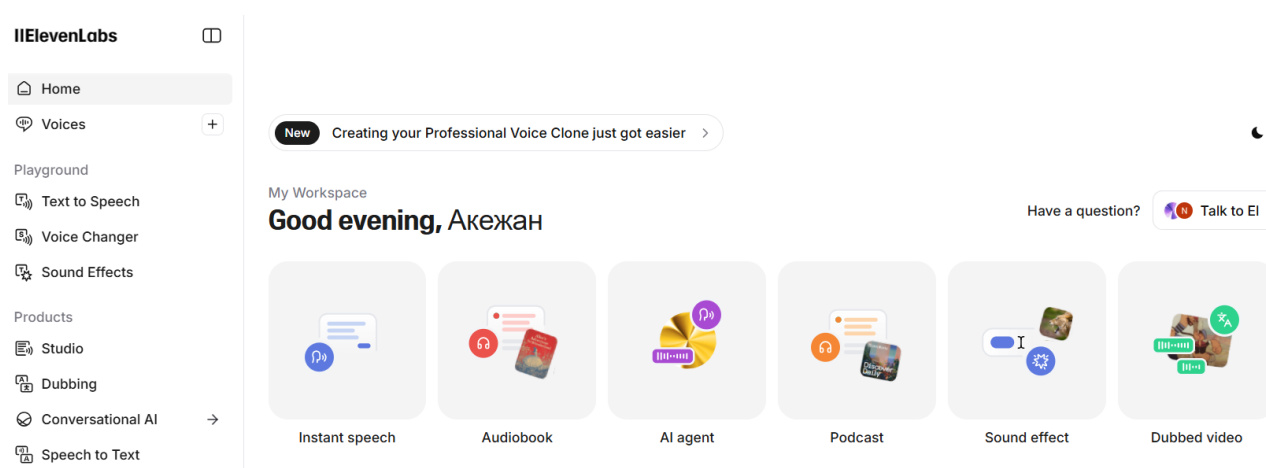 IIElevenLabs
Home
Voices
Playground
Text to Speech
Voice Changer
Sound Effects
Products
Studio
Dubbing
Conversational AI
Speech to Text
New Creating your Professional Voice Clone just got easier
My Workspace
Good evening, Акежан
Have a question? Talk to El
Instant speech
Audiobook
AI agent
Podcast
Discover Daily
Sound effect
Dubbed video